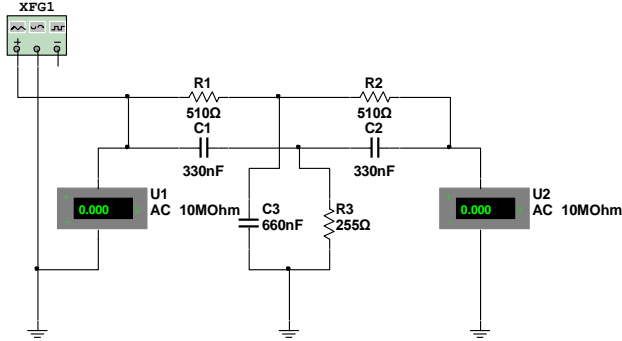 XFG1
R1
510Ω
R2
510Ω
C1
330nF
C2
330nF
U1
0.000
AC 10MOhm
C3
660nF
R3
255Ω
U2
0.000
AC 10MOhm